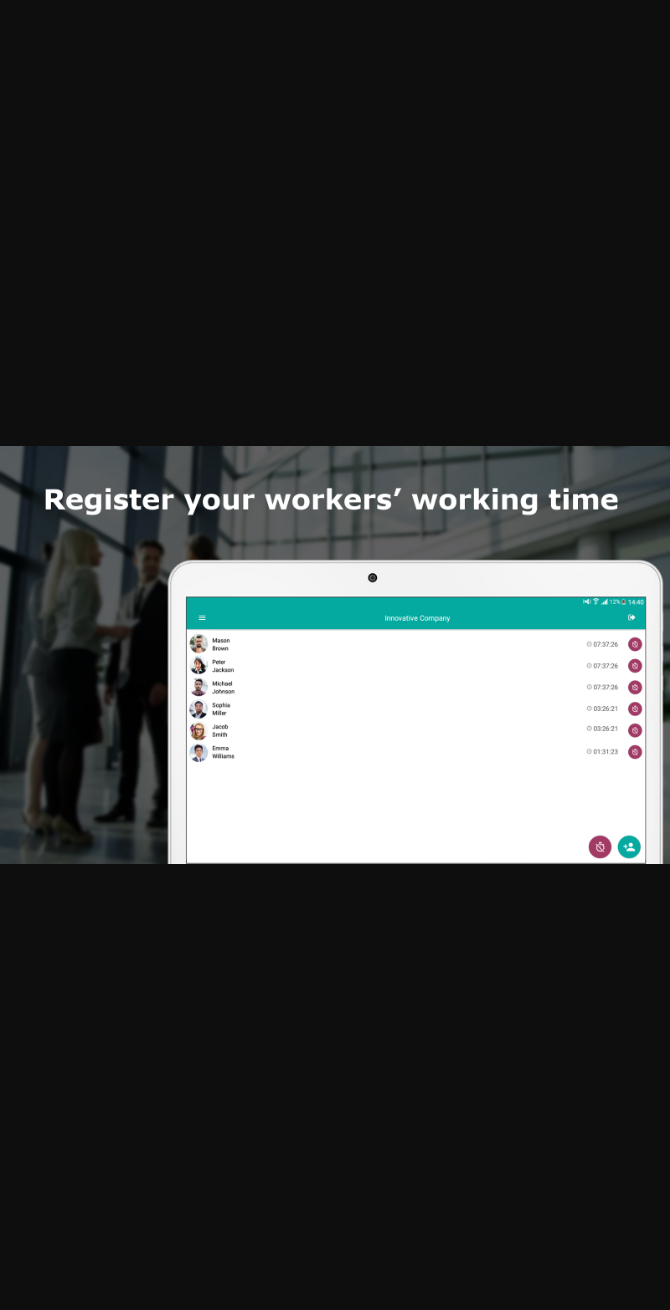 Register your workers’ working time
12% 14:40
Innovative Company
Mason
Brown
07:37:26
Peter
Jackson
07:37:26
Michael
Johnson
07:37:26
Sophia
Miller
03:26:21
Jacob
Smith
03:26:21
Emma
Williams
01:31:23